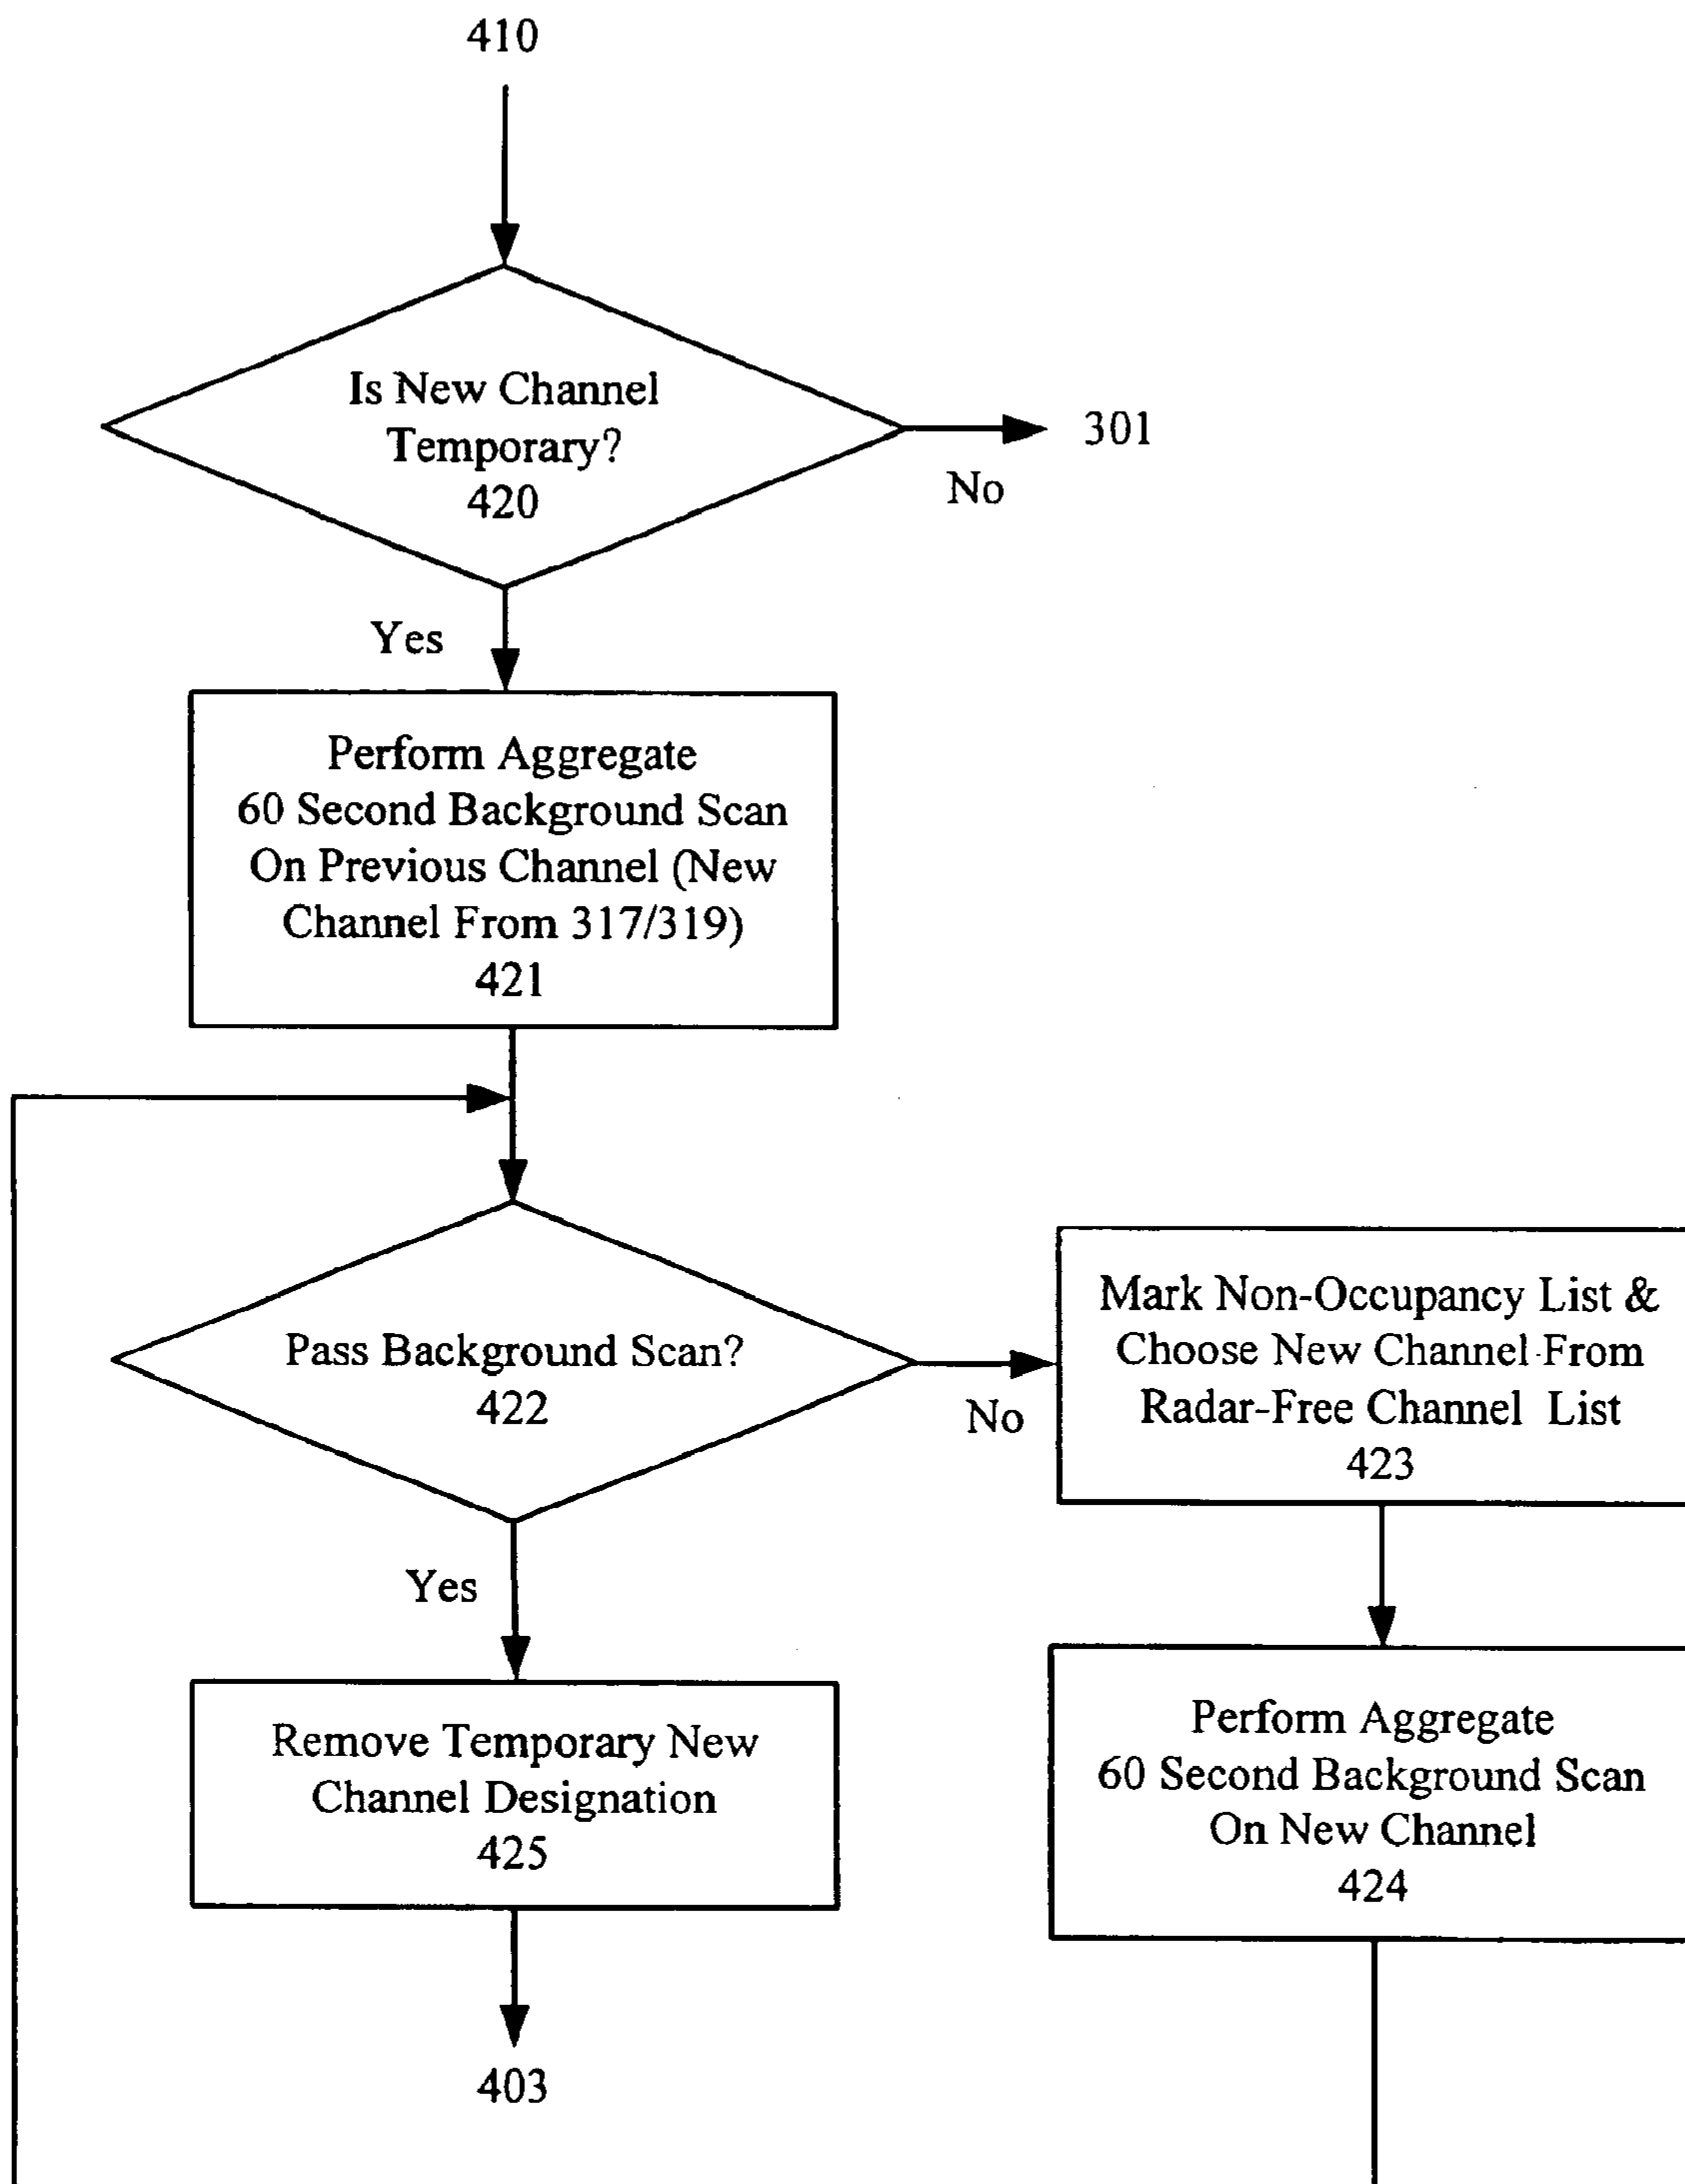 410
Is New Channel
Temporary?
420
301
No
Yes
Perform Aggregate
60 Second Background Scan
On Previous Channel (New
Channel From 317/319)
421
Pass Background Scan?
422
No
Mark Non-Occupancy List &
Choose New Channel From
Radar-Free Channel List
423
Yes
Remove Temporary New
Channel Designation
425
Perform Aggregate
60 Second Background Scan
On New Channel
424
403